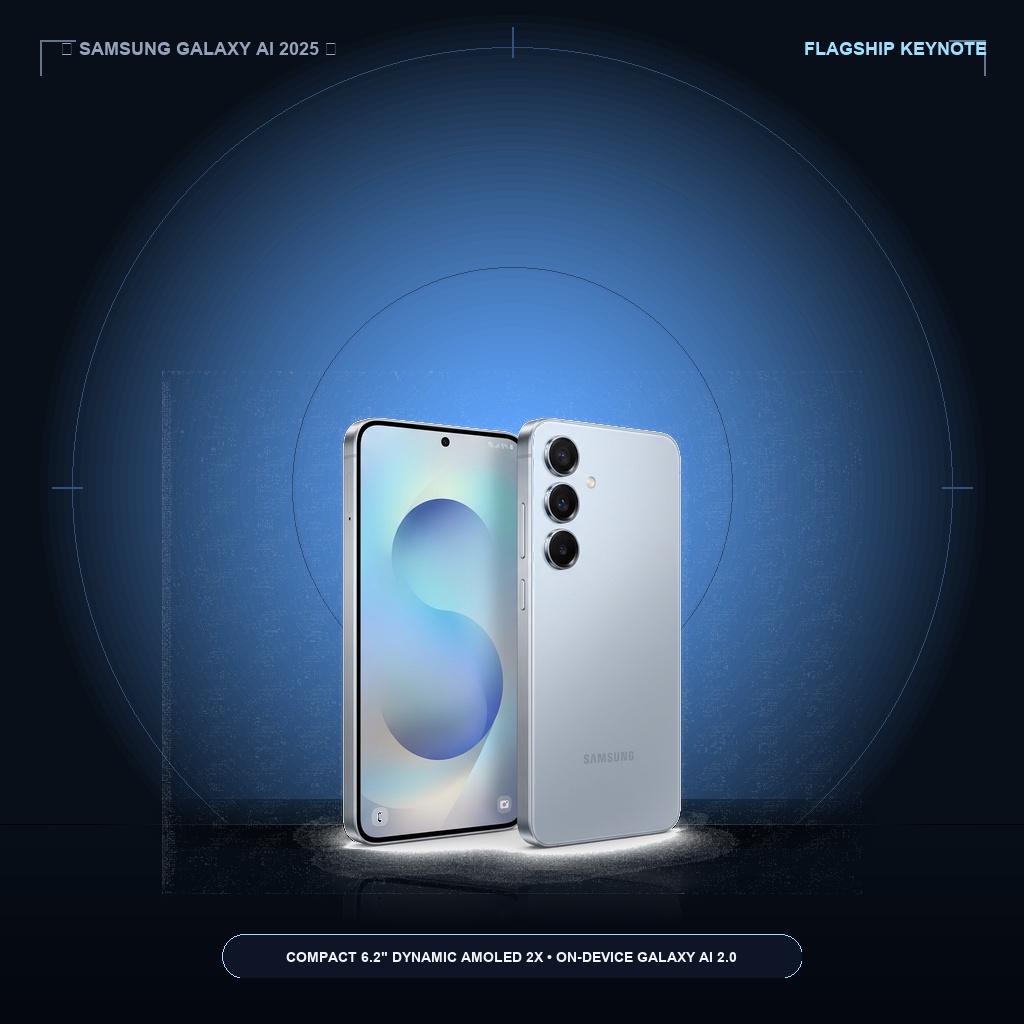 SAMSUNG GALAXY AI 2025
FLAGSHIP KEYNOTE
SAMSUNG
COMPACT 6.2" DYNAMIC AMOLED 2X • ON-DEVICE GALAXY AI 2.0